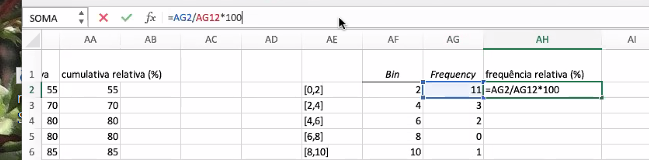 SOMA fx =AG2/AG12*100
AA AB AC AD AE AF AG AH AI
1 va cumulativa relativa (%) Bin Frequency frequência relativa (%)
2 55 55 [0,2] 2 11 =AG2/AG12*100
3 70 70 [2,4] 4 3
4 80 80 [4,6] 6 2
5 80 80 [6,8] 8 0
6 85 85 [8,10] 10 1